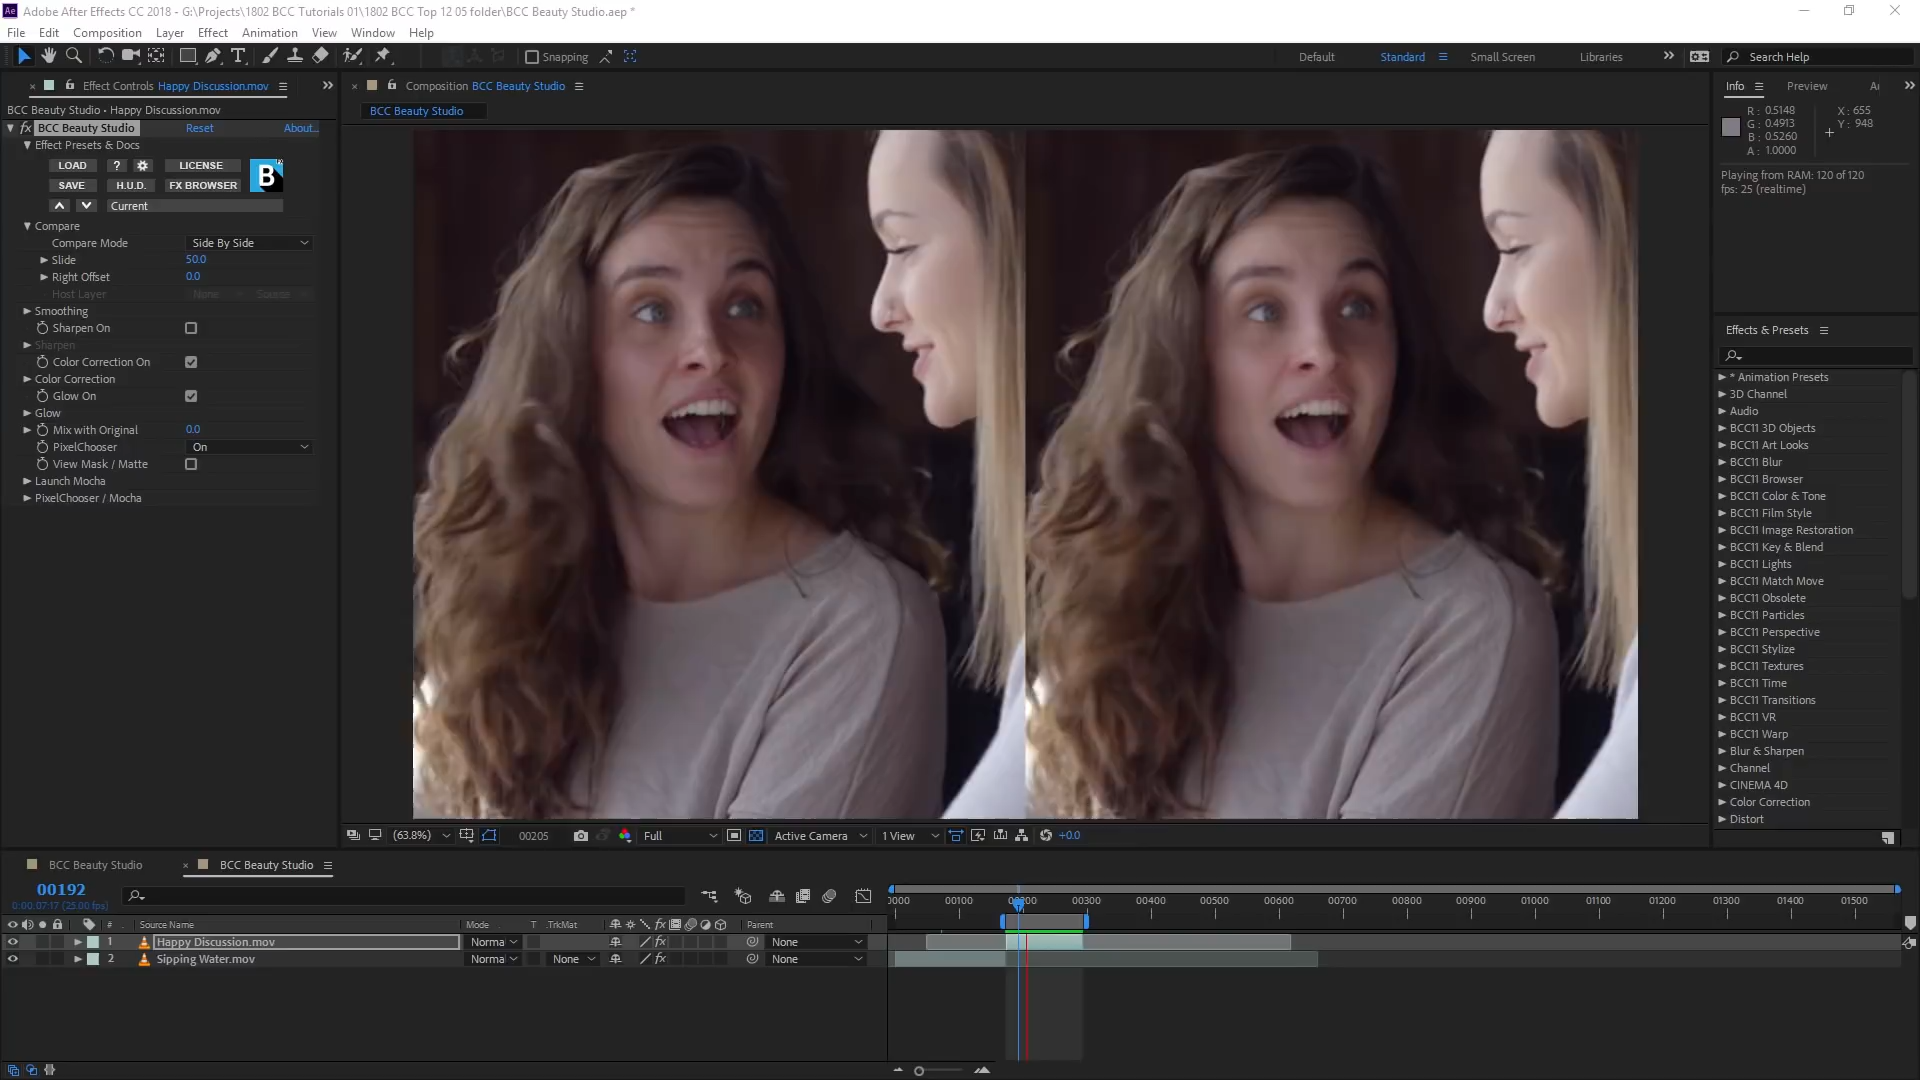 Adobe After Effects CC 2018 - G:\Projects\1802 BCC Tutorials 01\1802 BCC Top 12 05 folder\BCC Beauty Studio.aep *
File Edit Composition Layer Effect Animation View Window Help
Snapping
Default Standard Small Screen Libraries Search Help
Effect Controls Happy Discussion.mov
BCC Beauty Studio • Happy Discussion.mov
fx BCC Beauty Studio Reset About...
Effect Presets & Docs
LOAD ? LICENSE
SAVE H.U.D. FX BROWSER
B
Current
Compare
Compare Mode Side By Side
Slide 50.0
Right Offset 0.0
Host Layer None Source
Smoothing
Sharpen On
Sharpen
Color Correction On
Color Correction
Glow On
Glow
Mix with Original 0.0
PixelChooser On
View Mask / Matte
Launch Mocha
PixelChooser / Mocha
Composition BCC Beauty Studio
BCC Beauty Studio
(63.8%) 00205 Full Active Camera 1 View +0.0
Info Preview
R : 0.5148 X : 655
G : 0.4913 Y : 948
B : 0.5260
A : 1.0000
Playing from RAM: 120 of 120
fps: 25 (realtime)
Effects & Presets
* Animation Presets
3D Channel
Audio
BCC11 3D Objects
BCC11 Art Looks
BCC11 Blur
BCC11 Browser
BCC11 Color & Tone
BCC11 Film Style
BCC11 Image Restoration
BCC11 Key & Blend
BCC11 Lights
BCC11 Match Move
BCC11 Obsolete
BCC11 Particles
BCC11 Perspective
BCC11 Stylize
BCC11 Textures
BCC11 Time
BCC11 Transitions
BCC11 VR
BCC11 Warp
Blur & Sharpen
Channel
CINEMA 4D
Color Correction
Distort
BCC Beauty Studio BCC Beauty Studio
00192
0:00:07:17 (25.00 fps)
0000 00100 00200 00300 00400 00500 00600 00700 00800 00900 01000 01100 01200 01300 01400 01500
# Source Name Mode T .TrkMat Parent
1 Happy Discussion.mov Norma None
2 Sipping Water.mov Norma None None